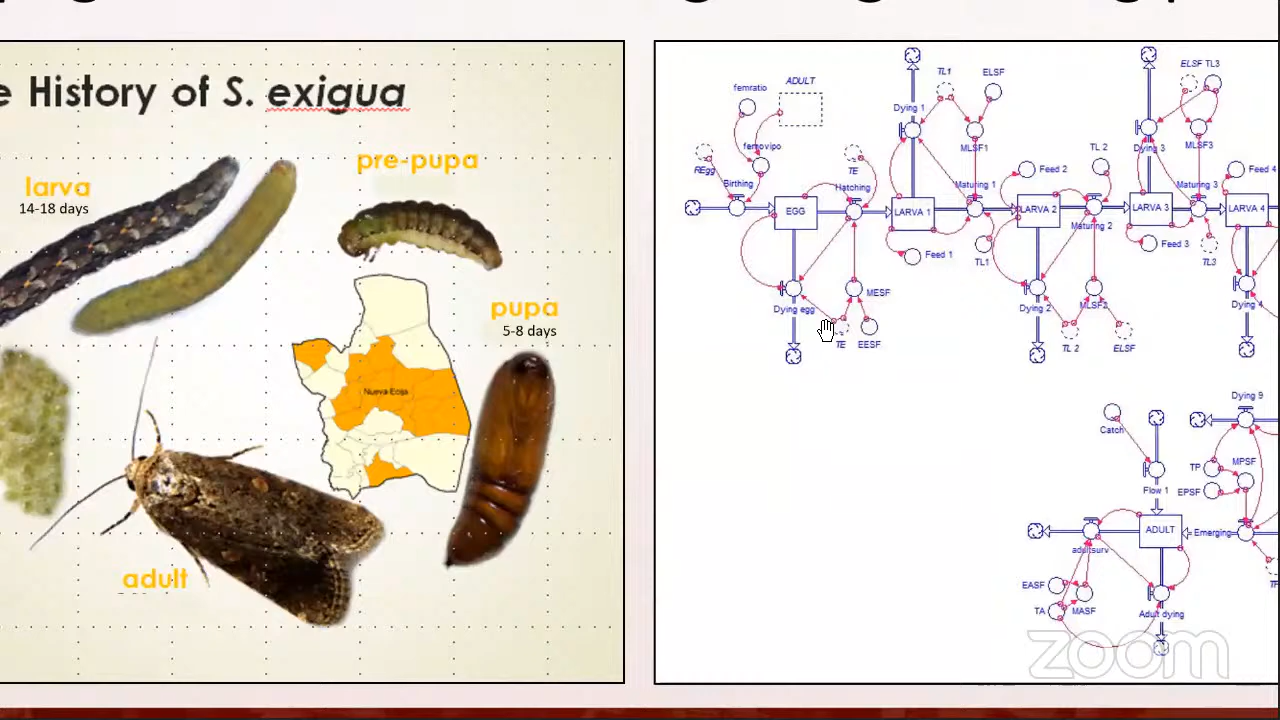 e History of S. exigua
pre-pupa
larva
14-18 days
pupa
5-8 days
Nueva Ecija
adult
ADULT
femratio
femovipo
REgg
Birthing
EGG
Dying egg
TE
Hatching
MESF
TE
EESF
Dying 1
TL1
ELSF
MLSF1
LARVA 1
Maturing 1
Feed 1
TL1
Feed 2
TL 2
LARVA 2
Maturing 2
Dying 2
MLSF2
TL 2
ELSF
ELSF TL3
Dying 3
MLSF3
LARVA 3
Maturing 3
Feed 3
TL3
Feed 4
LARVA 4
Dying 4
Catch
Flow 1
Dying 9
TP
MPSF
EPSF
ADULT
Emerging
adultsurv
EASF
TA
MASF
Adult dying
zoom